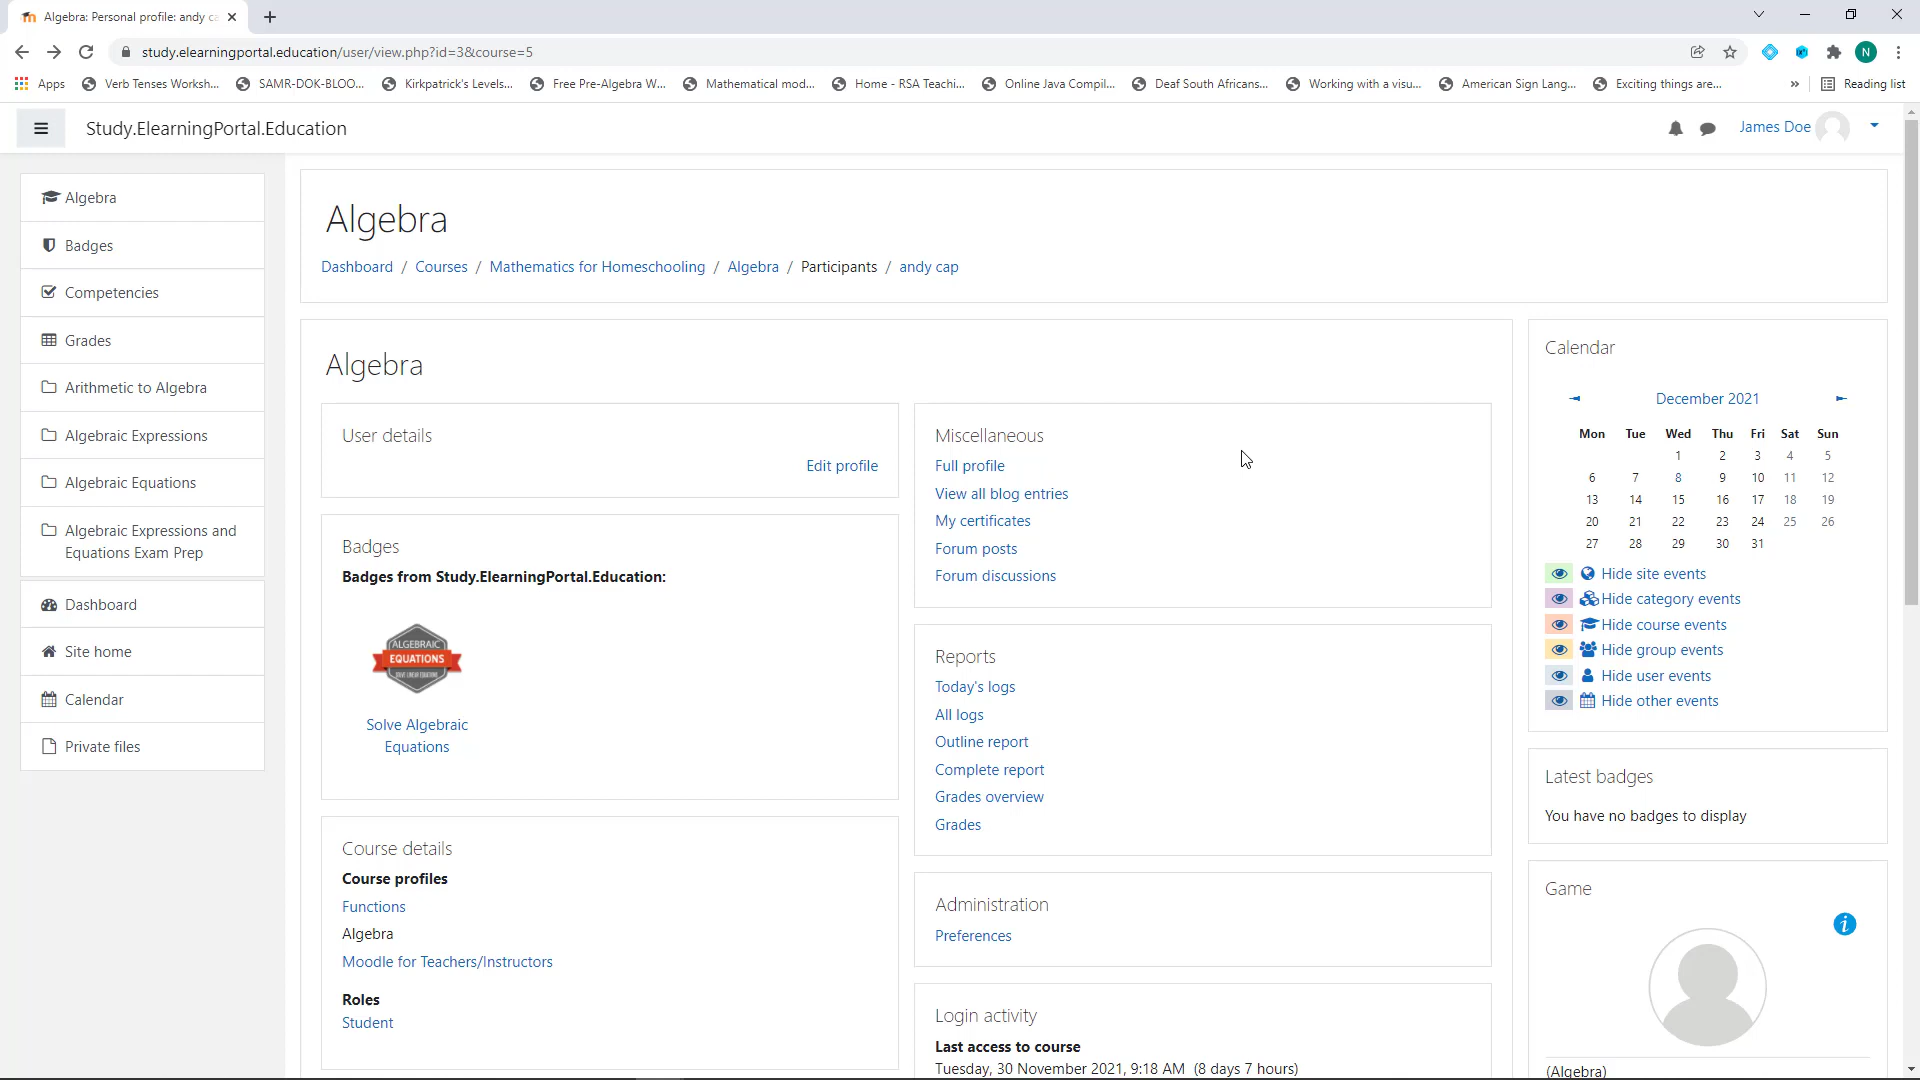 Algebra: Personal profile: andy ca
study.elearningportal.education/user/view.php?id=3&course=5
N
Apps
Verb Tenses Worksh...
SAMR-DOK-BLOO...
Kirkpatrick's Levels...
Free Pre-Algebra W...
Mathematical mod...
Home - RSA Teachi...
Online Java Compil...
Deaf South Africans...
Working with a visu...
American Sign Lang...
Exciting things are...
»
Reading list
Study.ElearningPortal.Education
James Doe
Algebra
Badges
Competencies
Grades
Arithmetic to Algebra
Algebraic Expressions
Algebraic Equations
Algebraic Expressions and
Equations Exam Prep
Dashboard
Site home
Calendar
Private files
Algebra
Dashboard / Courses / Mathematics for Homeschooling / Algebra / Participants / andy cap
Algebra
User details
Edit profile
Badges
Badges from Study.ElearningPortal.Education:
ALGEBRAIC
EQUATIONS
SOLVE LINEAR EQUATIONS
Solve Algebraic
Equations
Course details
Course profiles
Functions
Algebra
Moodle for Teachers/Instructors
Roles
Student
Miscellaneous
Full profile
View all blog entries
My certificates
Forum posts
Forum discussions
Reports
Today's logs
All logs
Outline report
Complete report
Grades overview
Grades
Administration
Preferences
Login activity
Last access to course
Tuesday, 30 November 2021, 9:18 AM (8 days 7 hours)
Calendar
◄ December 2021 ►
Mon Tue Wed Thu Fri Sat Sun
1 2 3 4 5
6 7 8 9 10 11 12
13 14 15 16 17 18 19
20 21 22 23 24 25 26
27 28 29 30 31
Hide site events
Hide category events
Hide course events
Hide group events
Hide user events
Hide other events
Latest badges
You have no badges to display
Game
i
(Algebra)